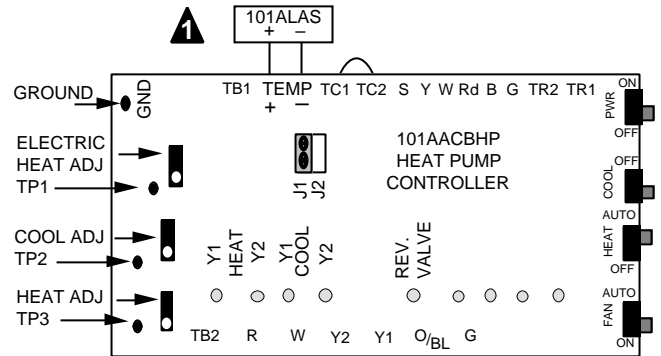 1
101ALAS
+ −
TB1 TEMP TC1 TC2 S Y W Rd B G TR2 TR1
+ −
GROUND
GND
ELECTRIC
HEAT ADJ
TP1
COOL ADJ
TP2
HEAT ADJ
TP3
J1 J2
101AACBHP
HEAT PUMP
CONTROLLER
ON
PWR
OFF
OFF
COOL
AUTO
HEAT
OFF
AUTO
FAN
ON
Y1 HEAT Y2
Y1 COOL Y2
REV.
VALVE
TB2 R W Y2 Y1 O/BL G